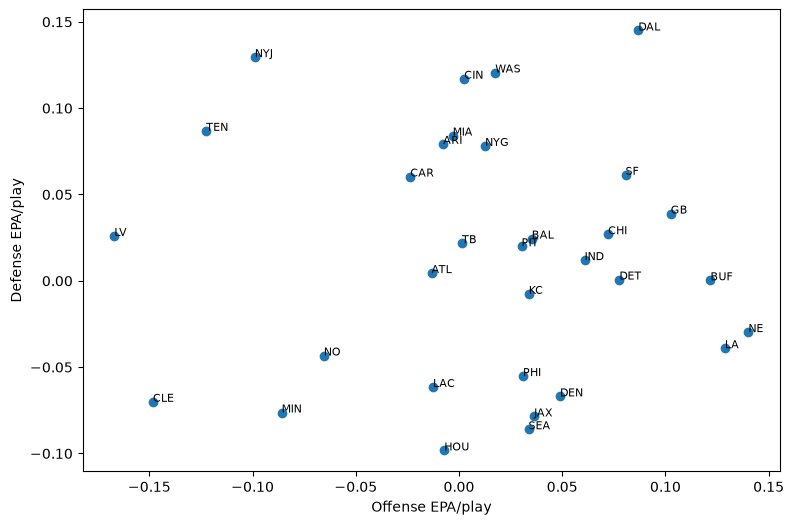 0.15
0.10
0.05
0.00
−0.05
−0.10
Defense EPA/play
DAL
NYJ
WAS
CIN
TEN
MIA
ARI
NYG
CAR
SF
GB
LV
CHI
BAL
TB
PIT
IND
ATL
DET
BUF
KC
NE
LA
NO
PHI
LAC
DEN
CLE
MIN
JAX
SEA
HOU
−0.15
−0.10
−0.05
0.00
0.05
0.10
0.15
Offense EPA/play